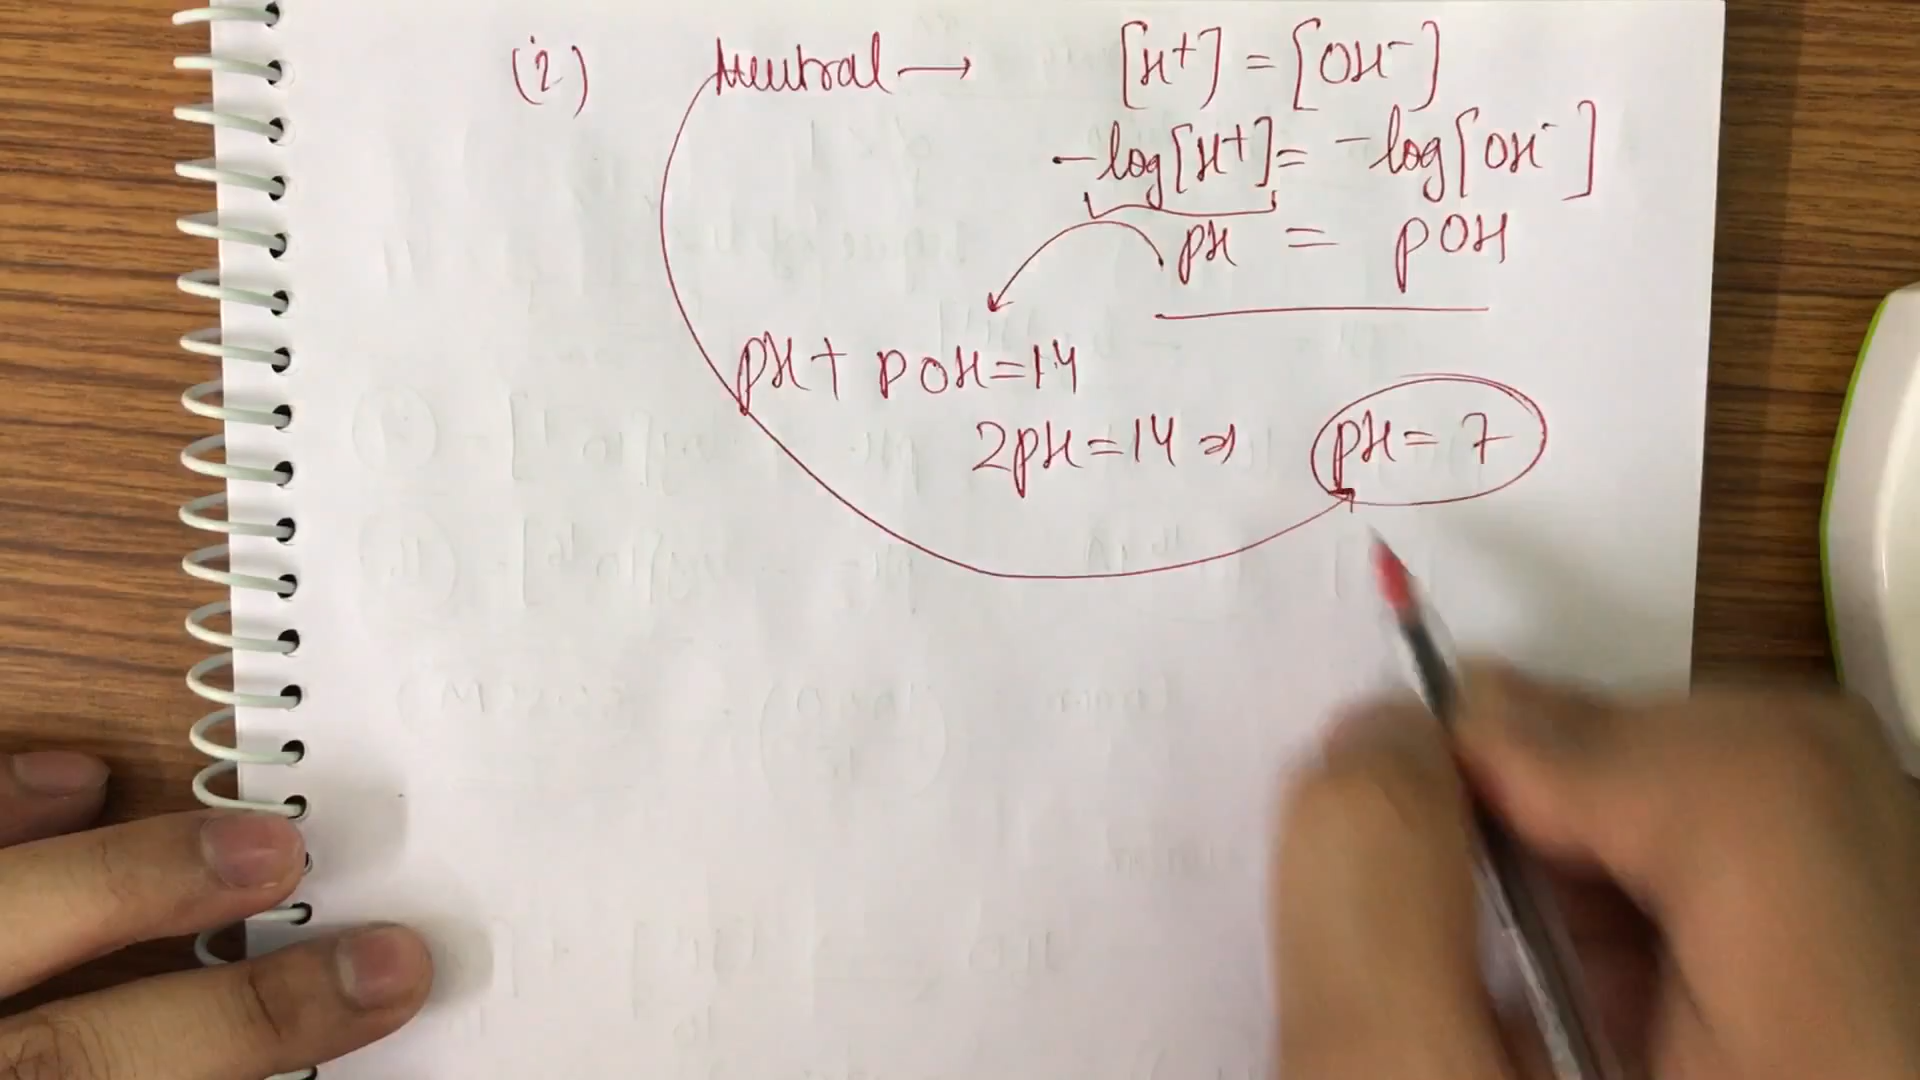 (i) Neutral → [H+] = [OH-]
-log[H+] = -log[OH-]
pH = pOH
pH + pOH = 14
2pH = 14 ⇒ pH = 7